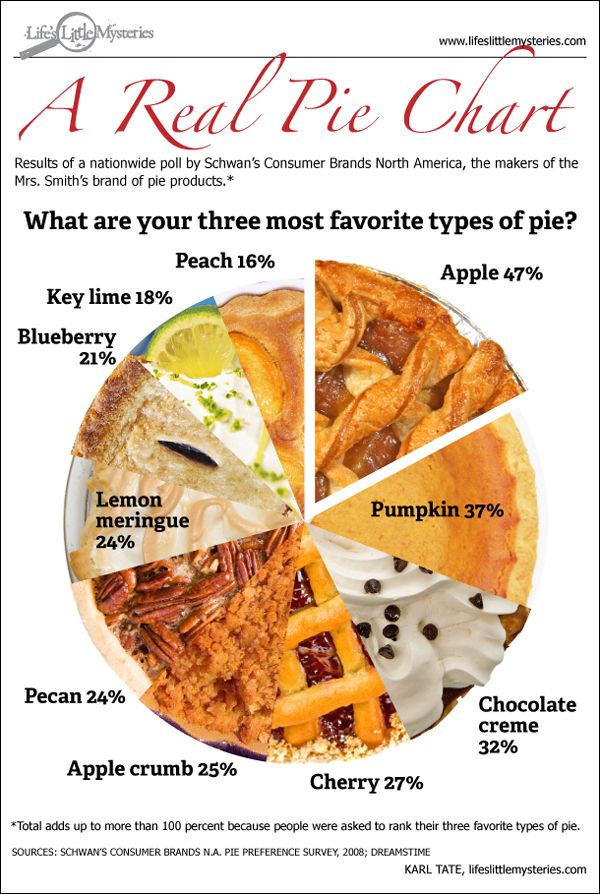 Life's Little Mysteries
www.lifeslittlemysteries.com
A Real Pie Chart
Results of a nationwide poll by Schwan's Consumer Brands North America, the makers of the
Mrs. Smith's brand of pie products.*
What are your three most favorite types of pie?
Peach 16%
Apple 47%
Key lime 18%
Blueberry
21%
Lemon
meringue
24%
Pumpkin 37%
Pecan 24%
Chocolate
creme
32%
Apple crumb 25%
Cherry 27%
*Total adds up to more than 100 percent because people were asked to rank their three favorite types of pie.
SOURCES: SCHWAN'S CONSUMER BRANDS N.A. PIE PREFERENCE SURVEY, 2008; DREAMSTIME
KARL TATE, lifeslittlemysteries.com